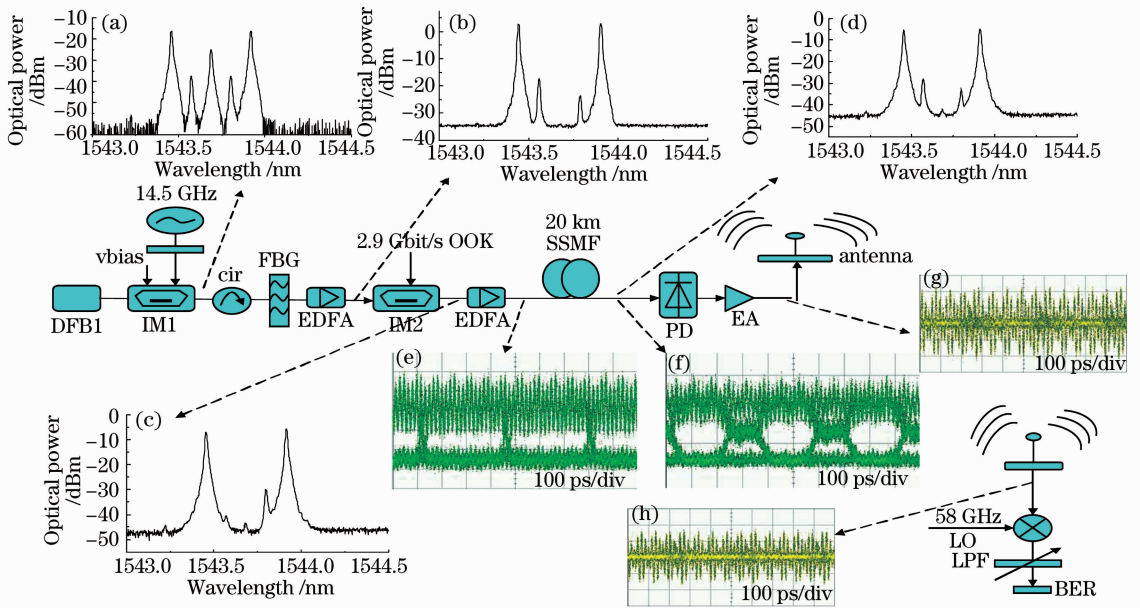 (a)
Optical power
/dBm
-10
-20
-30
-40
-50
-60
1543.0 1543.5 1544.0 1544.5
Wavelength /nm
(b)
Optical power
/dBm
10
0
-10
-20
-30
-40
1543.0 1543.5 1544.0 1544.5
Wavelength /nm
(d)
Optical power
/dBm
0
-10
-20
-30
-40
-50
1543.0 1543.5 1544.0 1544.5
Wavelength /nm
14.5 GHz
vbias
DFB1
IM1
cir
FBG
EDFA
2.9 Gbit/s OOK
IM2
EDFA
20 km
SSMF
PD
EA
antenna
(g)
100 ps/div
(e)
100 ps/div
(f)
100 ps/div
(c)
Optical power
/dBm
0
-10
-20
-30
-40
-50
1543.0 1543.5 1544.0 1544.5
Wavelength /nm
(h)
100 ps/div
58 GHz
LO
LPF
BER